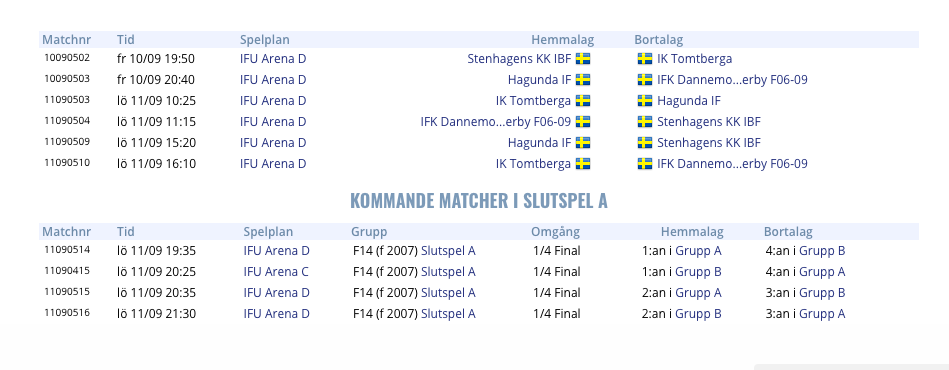 Matchnr Tid Spelplan Hemmalag Bortalag
10090502 fr 10/09 19:50 IFU Arena D Stenhagens KK IBF IK Tomtberga
10090503 fr 10/09 20:40 IFU Arena D Hagunda IF IFK Dannemo...erby F06-09
11090503 lö 11/09 10:25 IFU Arena D IK Tomtberga Hagunda IF
11090504 lö 11/09 11:15 IFU Arena D IFK Dannemo...erby F06-09 Stenhagens KK IBF
11090509 lö 11/09 15:20 IFU Arena D Hagunda IF Stenhagens KK IBF
11090510 lö 11/09 16:10 IFU Arena D IK Tomtberga IFK Dannemo...erby F06-09
KOMMANDE MATCHER I SLUTSPEL A
Matchnr Tid Spelplan Grupp Omgång Hemmalag Bortalag
11090514 lö 11/09 19:35 IFU Arena D F14 (f 2007) Slutspel A 1/4 Final 1:an i Grupp A 4:an i Grupp B
11090415 lö 11/09 20:25 IFU Arena C F14 (f 2007) Slutspel A 1/4 Final 1:an i Grupp B 4:an i Grupp A
11090515 lö 11/09 20:35 IFU Arena D F14 (f 2007) Slutspel A 1/4 Final 2:an i Grupp A 3:an i Grupp B
11090516 lö 11/09 21:30 IFU Arena D F14 (f 2007) Slutspel A 1/4 Final 2:an i Grupp B 3:an i Grupp A